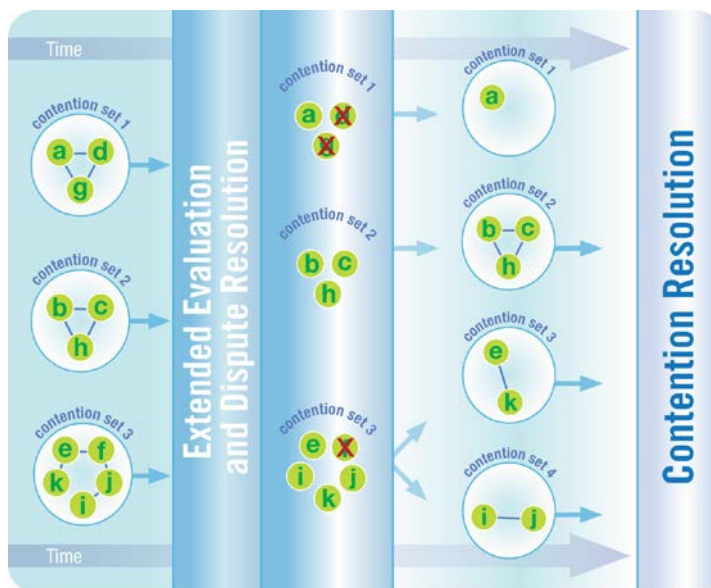 Time
contention set 1
a d
g
contention set 2
b c
h
contention set 3
e f
k j
i
Time
Extended Evaluation
and Dispute Resolution
contention set 1
a
contention set 2
b c
h
contention set 3
e
i j
k
contention set 1
a
contention set 2
b c
h
contention set 3
e
k
contention set 4
i j
Contention Resolution